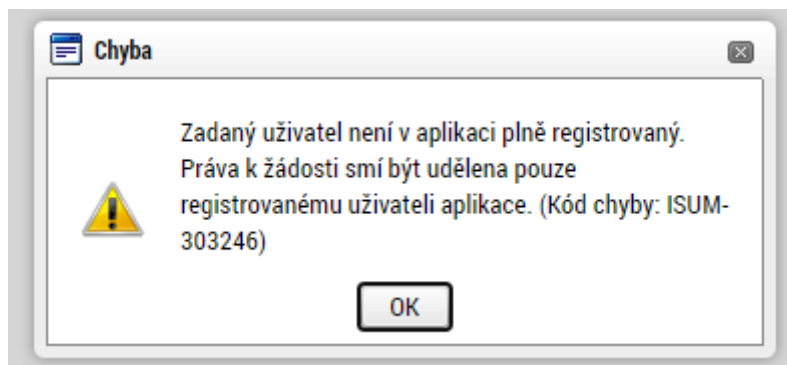 Chyba
Zadaný uživatel není v aplikaci plně registrovaný.
Práva k žádosti smí být udělena pouze
registrovanému uživateli aplikace. (Kód chyby: ISUM-
303246)
OK